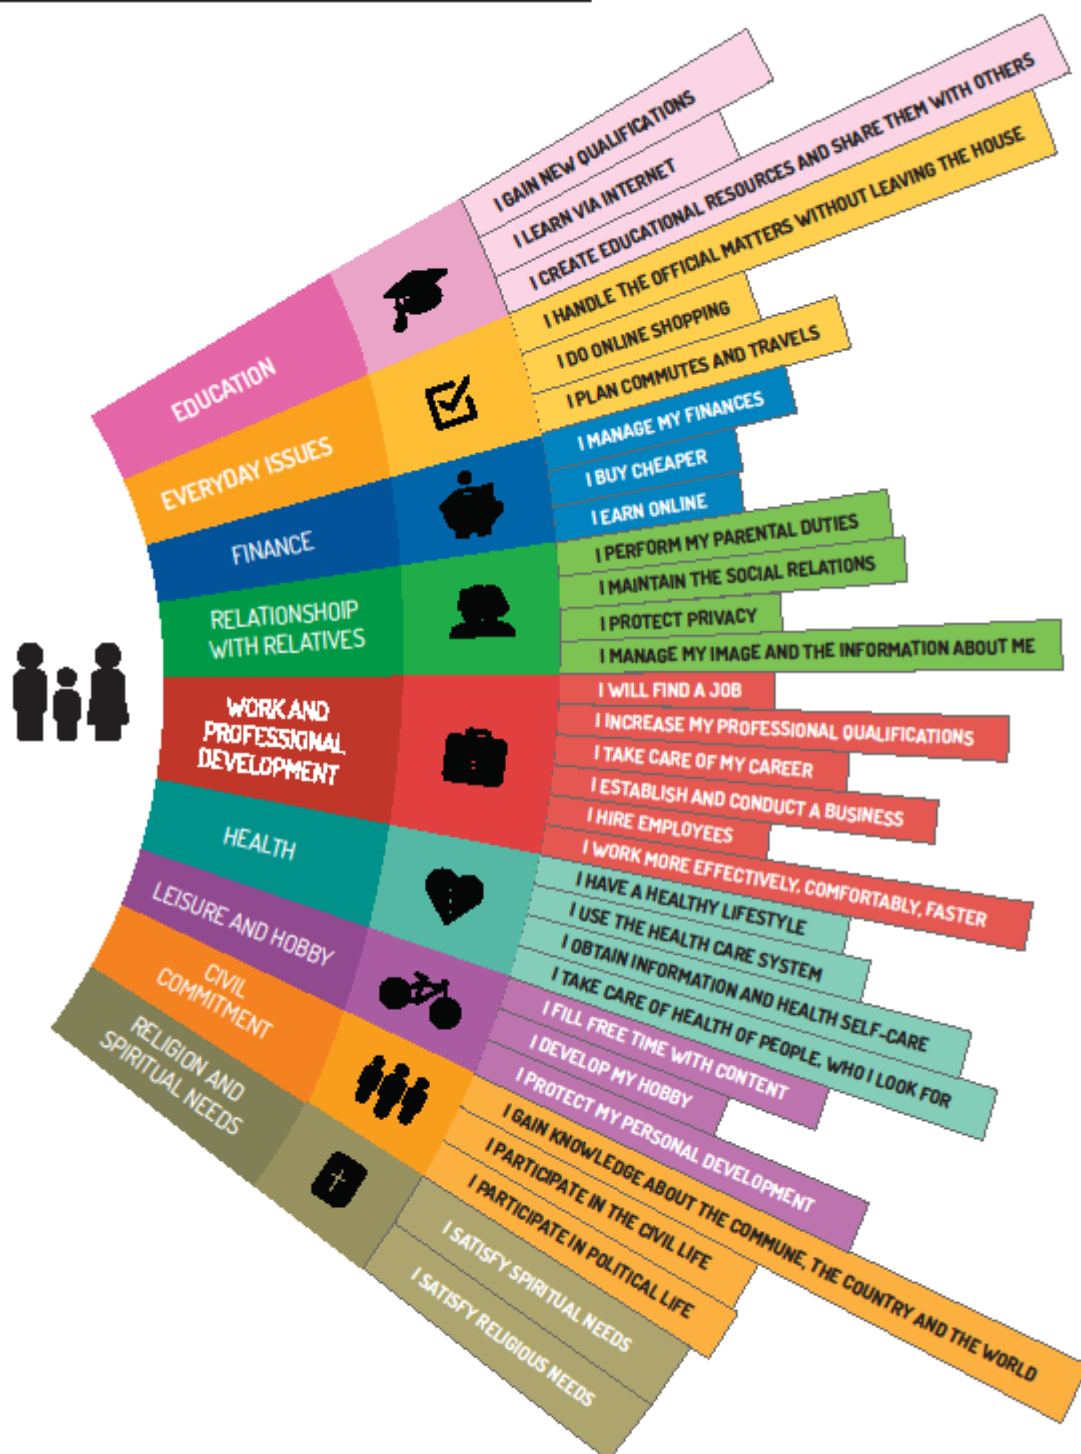 EDUCATION
I GAIN NEW QUALIFICATIONS
I LEARN VIA INTERNET
I CREATE EDUCATIONAL RESOURCES AND SHARE THEM WITH OTHERS
EVERYDAY ISSUES
I HANDLE THE OFFICIAL MATTERS WITHOUT LEAVING THE HOUSE
I DO ONLINE SHOPPING
I PLAN COMMUTES AND TRAVELS
FINANCE
I MANAGE MY FINANCES
I BUY CHEAPER
I EARN ONLINE
RELATIONSHOIP
WITH RELATIVES
I PERFORM MY PARENTAL DUTIES
I MAINTAIN THE SOCIAL RELATIONS
I PROTECT PRIVACY
I MANAGE MY IMAGE AND THE INFORMATION ABOUT ME
WORK AND
PROFESSIONAL
DEVELOPMENT
I WILL FIND A JOB
I INCREASE MY PROFESSIONAL QUALIFICATIONS
I TAKE CARE OF MY CAREER
I ESTABLISH AND CONDUCT A BUSINESS
I HIRE EMPLOYEES
I WORK MORE EFFECTIVELY, COMFORTABLY, FASTER
HEALTH
I HAVE A HEALTHY LIFESTYLE
I USE THE HEALTH CARE SYSTEM
I OBTAIN INFORMATION AND HEALTH SELF-CARE
I TAKE CARE OF HEALTH OF PEOPLE, WHO I LOOK FOR
LEISURE AND HOBBY
I FILL FREE TIME WITH CONTENT
I DEVELOP MY HOBBY
I PROTECT MY PERSONAL DEVELOPMENT
CIVIL
COMMITMENT
I GAIN KNOWLEDGE ABOUT THE COMMUNE, THE COUNTRY AND THE WORLD
I PARTICIPATE IN THE CIVIL LIFE
I PARTICIPATE IN POLITICAL LIFE
RELIGION AND
SPIRITUAL NEEDS
I SATISFY SPIRITUAL NEEDS
I SATISFY RELIGIOUS NEEDS